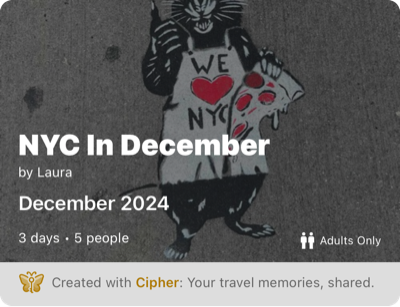 WE
NYC
NYC In December
by Laura
December 2024
3 days • 5 people
Adults Only
Created with Cipher: Your travel memories, shared.